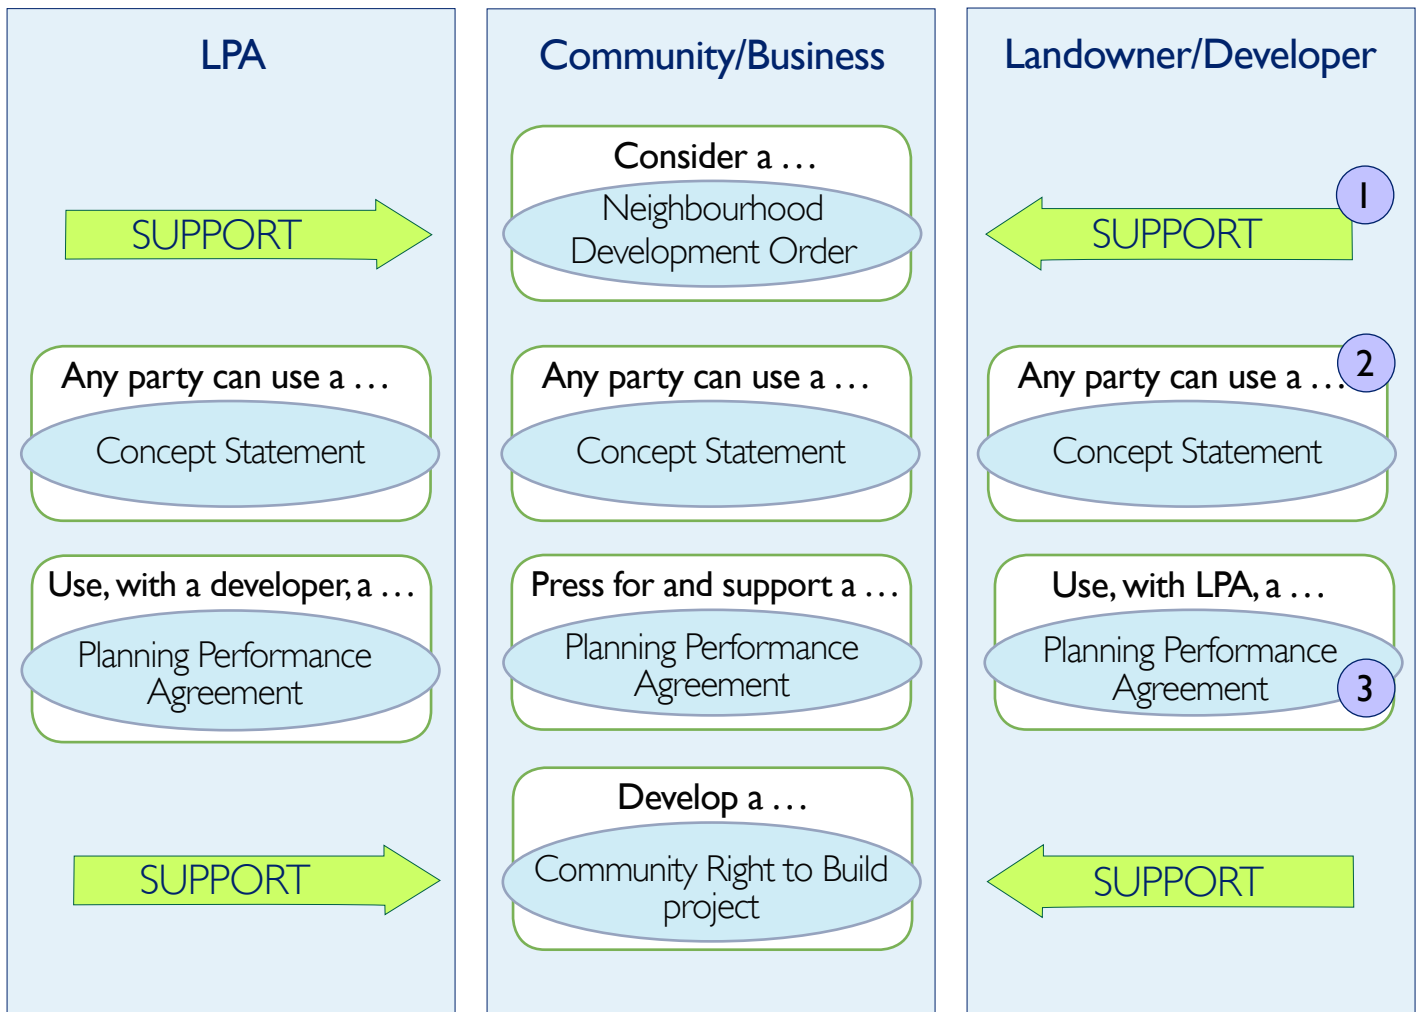 LPA
Community/Business
Landowner/Developer
Consider a …
Neighbourhood
Development Order
SUPPORT
SUPPORT
1
Any party can use a …
Concept Statement
Any party can use a …
Concept Statement
Any party can use a …
Concept Statement
2
Use, with a developer, a …
Planning Performance
Agreement
Press for and support a …
Planning Performance
Agreement
Use, with LPA, a …
Planning Performance
Agreement
3
Develop a …
Community Right to Build
project
SUPPORT
SUPPORT